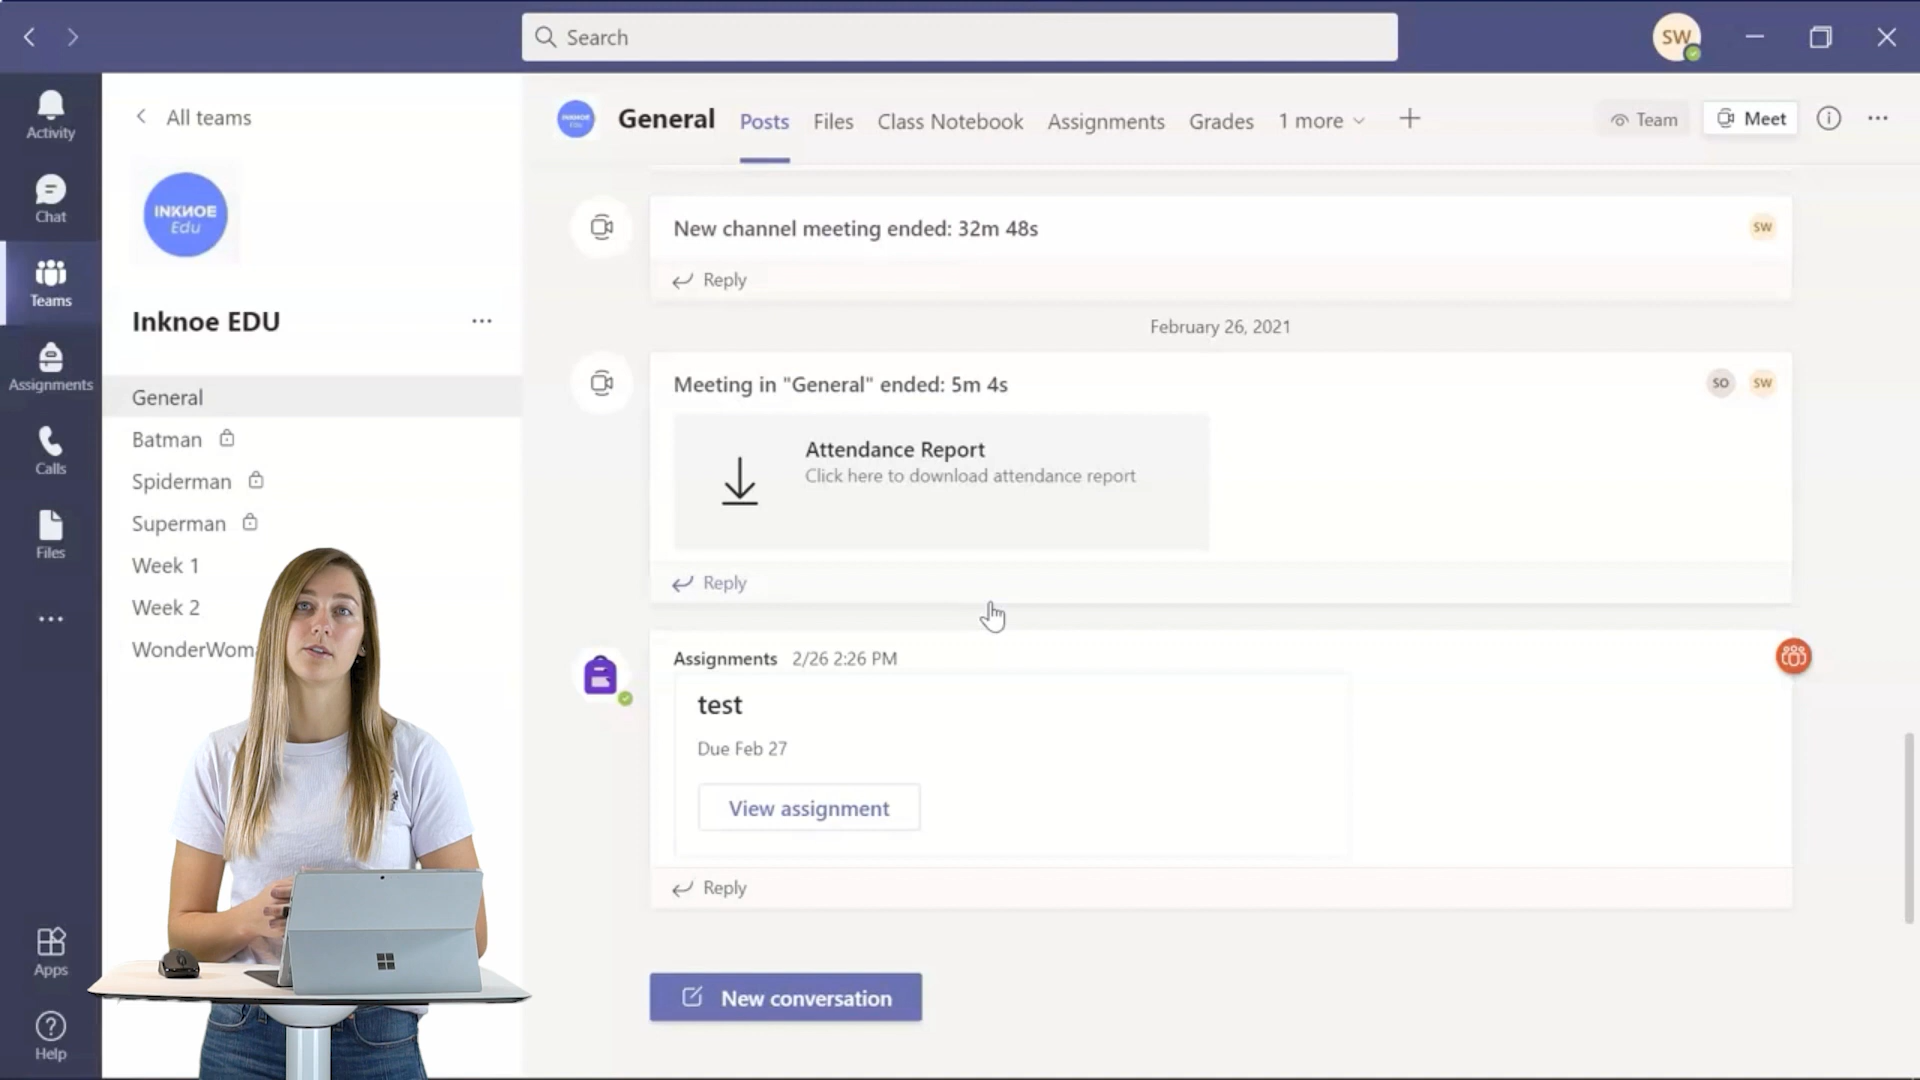 Search
SW
Activity
Chat
Teams
Assignments
Calls
Files
Apps
Help
All teams
INKNOE
Edu
Inknoe EDU
General
Batman
Spiderman
Superman
Week 1
Week 2
WonderWoma
INKNOE
Edu
General
Posts
Files
Class Notebook
Assignments
Grades
1 more
Team
Meet
New channel meeting ended: 32m 48s
SW
Reply
February 26, 2021
Meeting in "General" ended: 5m 4s
SO
SW
Attendance Report
Click here to download attendance report
Reply
Assignments 2/26 2:26 PM
test
Due Feb 27
View assignment
Reply
New conversation